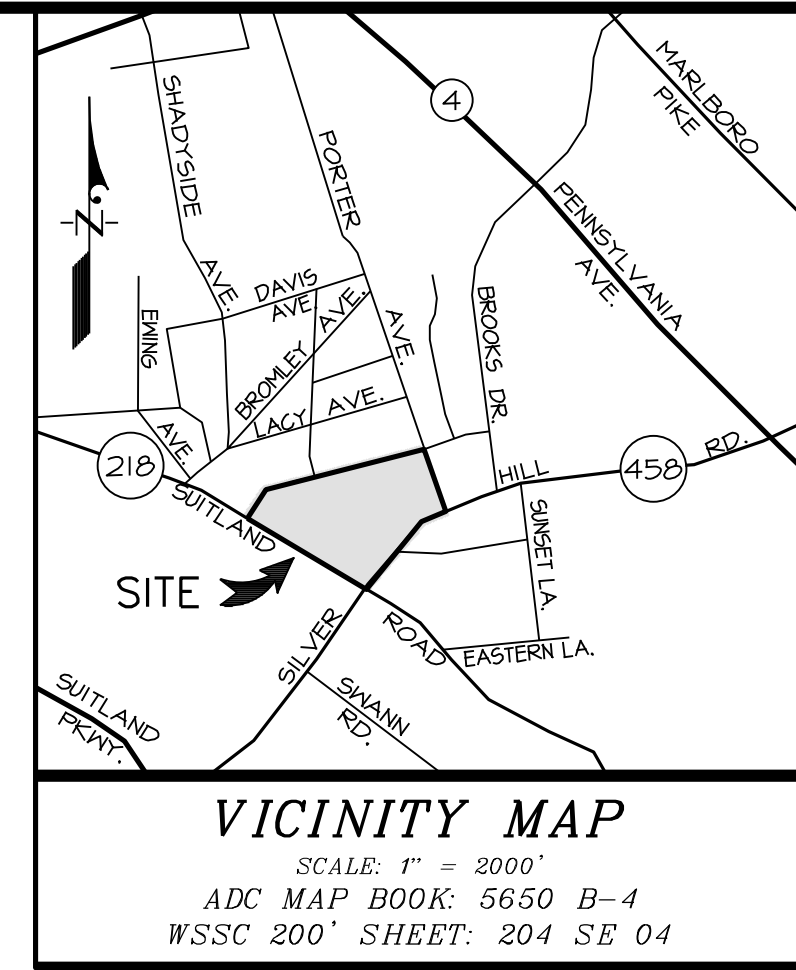 4
MARLBORO
PIKE
SHADYSIDE
AVE.
PORTER
AVE.
N
PENNSYLVANIA
AVE.
DAVIS
AVE.
EWING
AVE.
BROMLEY AVE.
BROOKS DR.
LACY AVE.
218
SUITLAND
ROAD
SILVER
HILL
458
RD.
SUNSET LA.
SITE
EASTERN LA.
SWANN
RD.
SUITLAND
PKWY.
VICINITY MAP
SCALE: 1" = 2000'
ADC MAP BOOK: 5650 B-4
WSSC 200' SHEET: 204 SE 04